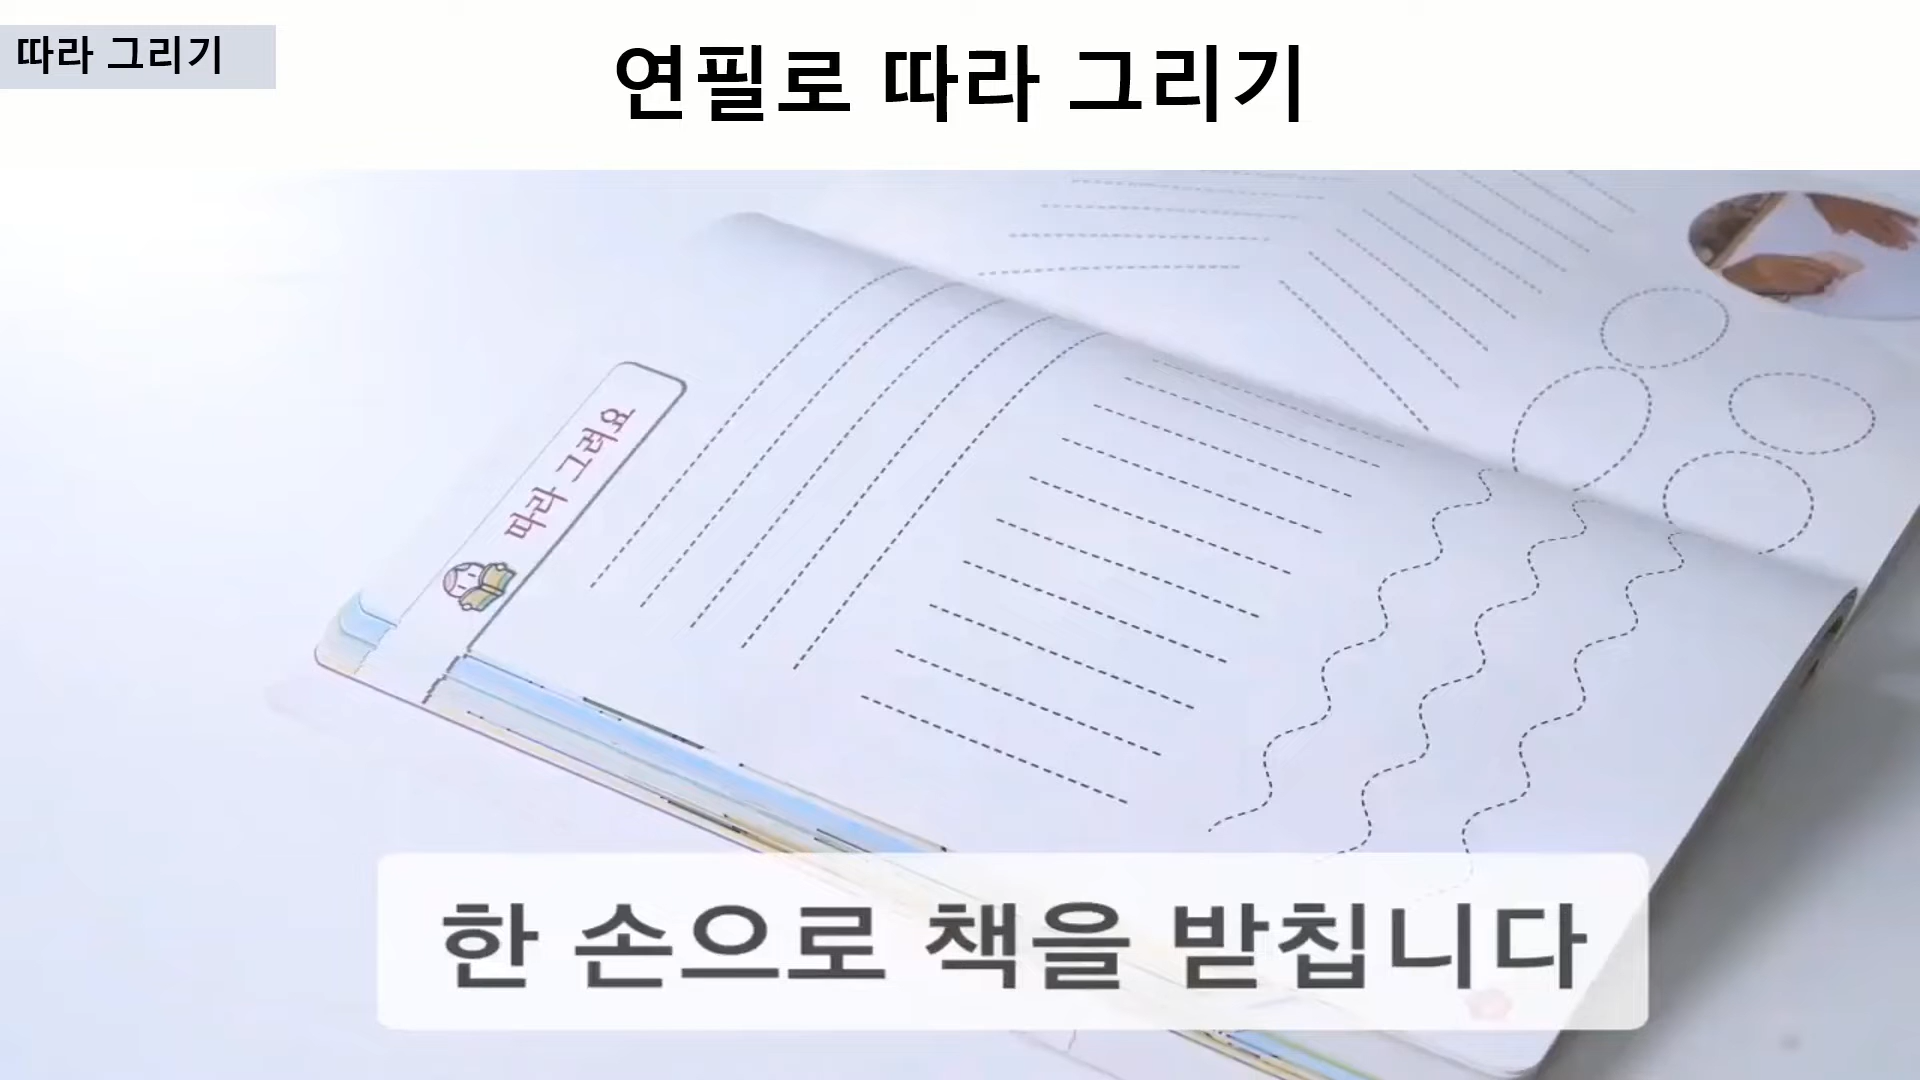 따라 그리기
연필로 따라 그리기
따라 그려요
한 손으로 책을 받칩니다